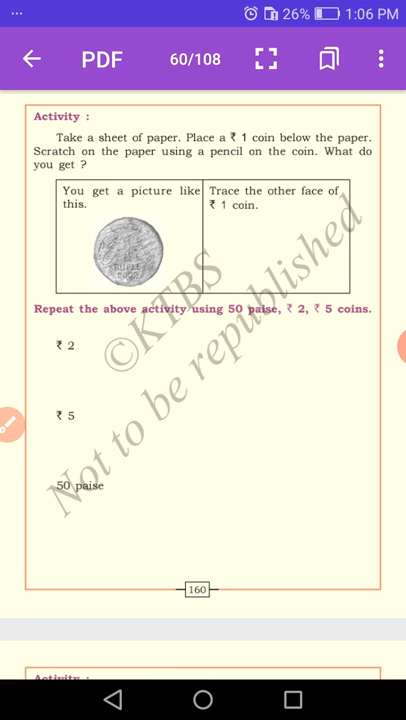 ... 26% 1:06 PM
PDF 60/108
Activity :
Take a sheet of paper. Place a ₹ 1 coin below the paper.
Scratch on the paper using a pencil on the coin. What do
you get ?
You get a picture like
this.
Trace the other face of
₹ 1 coin.
RUPEE
Repeat the above activity using 50 paise, ₹ 2, ₹ 5 coins.
₹ 2
₹ 5
50 paise
©KTBS
Not to be republished
160
Activity :